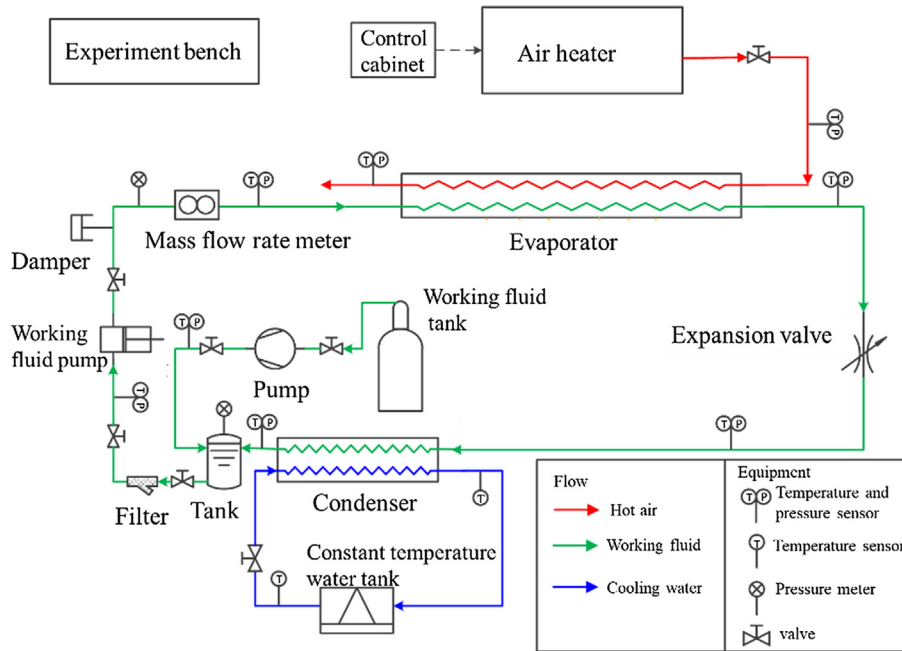 Experiment bench
Control
cabinet
Air heater
T P
T P
T P
T P
Mass flow rate meter
Evaporator
Damper
Working fluid
tank
T P
Working
fluid pump
Expansion valve
Pump
T P
T P
T P
Filter
Tank
Condenser
T
Constant temperature
water tank
T
Flow
Hot air
Working fluid
Cooling water
Equipment
T P
Temperature and
pressure sensor
T
Temperature sensor
Pressure meter
valve